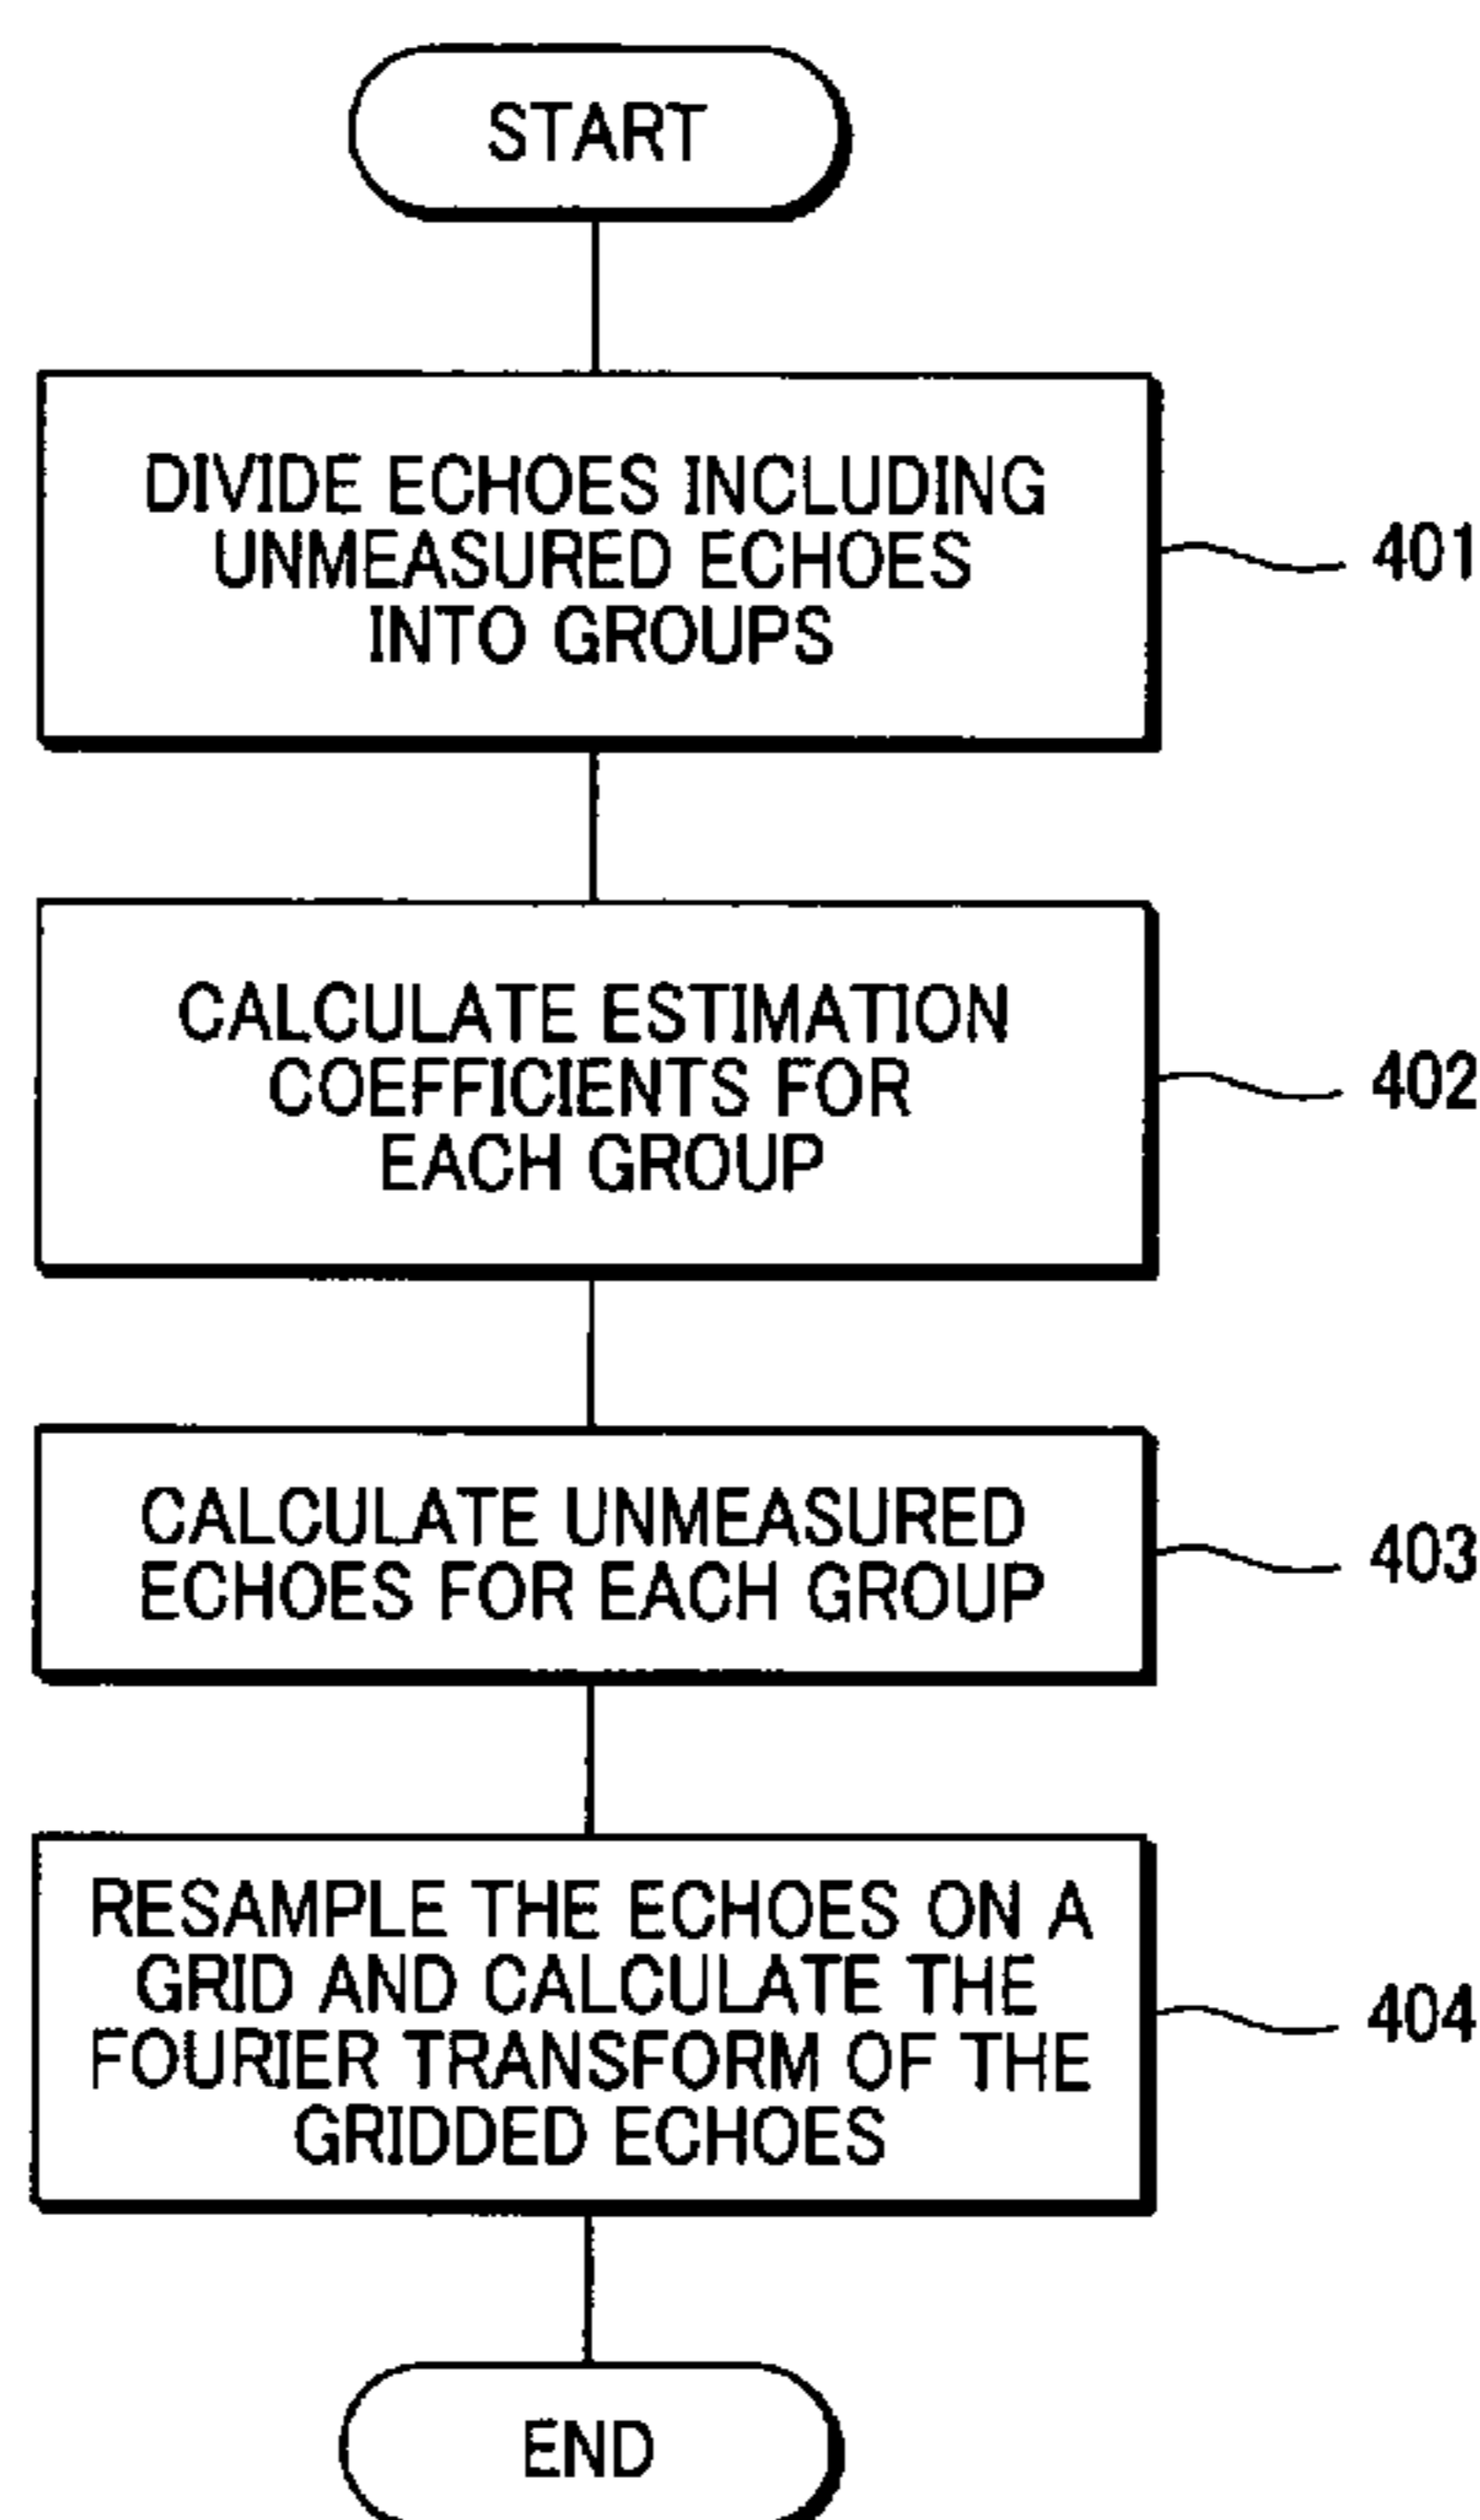 START
DIVIDE ECHOES INCLUDING
UNMEASURED ECHOES
INTO GROUPS
401
CALCULATE ESTIMATION
COEFFICIENTS FOR
EACH GROUP
402
CALCULATE UNMEASURED
ECHOES FOR EACH GROUP
403
RESAMPLE THE ECHOES ON A
GRID AND CALCULATE THE
FOURIER TRANSFORM OF THE
GRIDDED ECHOES
404
END